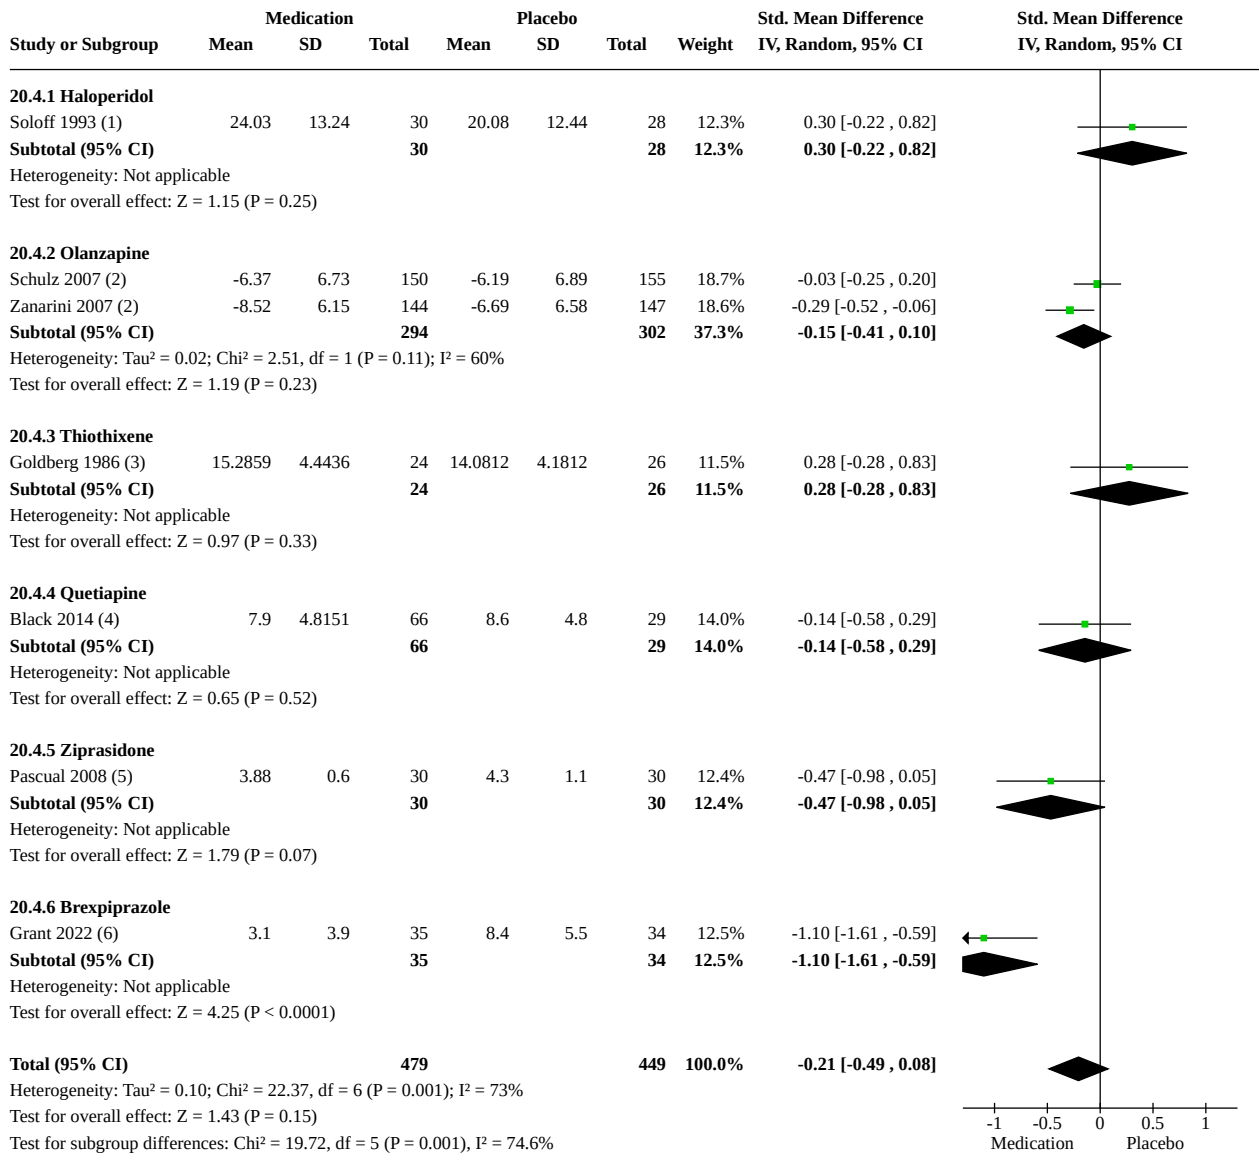 Medication Placebo Std. Mean Difference Std. Mean Difference
Study or Subgroup Mean SD Total Mean SD Total Weight IV, Random, 95% CI IV, Random, 95% CI
20.4.1 Haloperidol
Soloff 1993 (1) 24.03 13.24 30 20.08 12.44 28 12.3% 0.30 [-0.22 , 0.82]
Subtotal (95% CI) 30 28 12.3% 0.30 [-0.22 , 0.82]
Heterogeneity: Not applicable
Test for overall effect: Z = 1.15 (P = 0.25)
20.4.2 Olanzapine
Schulz 2007 (2) -6.37 6.73 150 -6.19 6.89 155 18.7% -0.03 [-0.25 , 0.20]
Zanarini 2007 (2) -8.52 6.15 144 -6.69 6.58 147 18.6% -0.29 [-0.52 , -0.06]
Subtotal (95% CI) 294 302 37.3% -0.15 [-0.41 , 0.10]
Heterogeneity: Tau² = 0.02; Chi² = 2.51, df = 1 (P = 0.11); I² = 60%
Test for overall effect: Z = 1.19 (P = 0.23)
20.4.3 Thiothixene
Goldberg 1986 (3) 15.2859 4.4436 24 14.0812 4.1812 26 11.5% 0.28 [-0.28 , 0.83]
Subtotal (95% CI) 24 26 11.5% 0.28 [-0.28 , 0.83]
Heterogeneity: Not applicable
Test for overall effect: Z = 0.97 (P = 0.33)
20.4.4 Quetiapine
Black 2014 (4) 7.9 4.8151 66 8.6 4.8 29 14.0% -0.14 [-0.58 , 0.29]
Subtotal (95% CI) 66 29 14.0% -0.14 [-0.58 , 0.29]
Heterogeneity: Not applicable
Test for overall effect: Z = 0.65 (P = 0.52)
20.4.5 Ziprasidone
Pascual 2008 (5) 3.88 0.6 30 4.3 1.1 30 12.4% -0.47 [-0.98 , 0.05]
Subtotal (95% CI) 30 30 12.4% -0.47 [-0.98 , 0.05]
Heterogeneity: Not applicable
Test for overall effect: Z = 1.79 (P = 0.07)
20.4.6 Brexpiprazole
Grant 2022 (6) 3.1 3.9 35 8.4 5.5 34 12.5% -1.10 [-1.61 , -0.59]
Subtotal (95% CI) 35 34 12.5% -1.10 [-1.61 , -0.59]
Heterogeneity: Not applicable
Test for overall effect: Z = 4.25 (P < 0.0001)
Total (95% CI) 479 449 100.0% -0.21 [-0.49 , 0.08]
Heterogeneity: Tau² = 0.10; Chi² = 22.37, df = 6 (P = 0.001); I² = 73%
Test for overall effect: Z = 1.43 (P = 0.15)
Test for subgroup differences: Chi² = 19.72, df = 5 (P = 0.001), I² = 74.6%
-1 -0.5 0 0.5 1
Medication Placebo